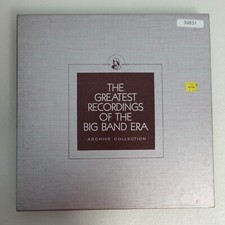 THE
GREATEST
RECORDINGS
OF THE
BIG BAND ERA
ARCHIVE COLLECTION